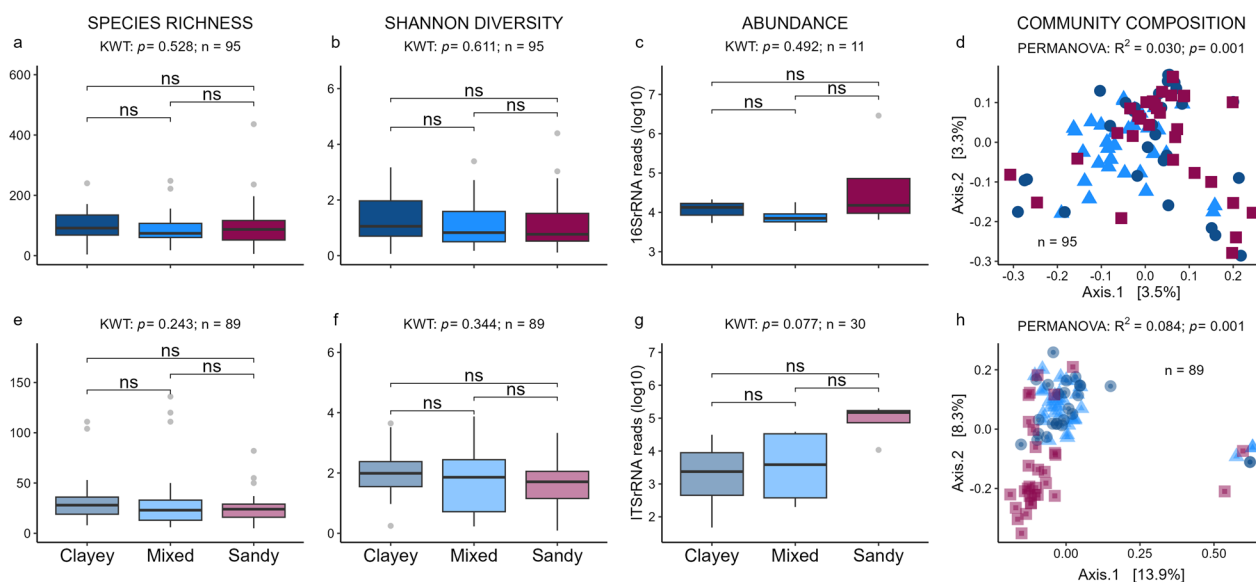 SPECIES RICHNESS
SHANNON DIVERSITY
ABUNDANCE
COMMUNITY COMPOSITION
a
KWT: p= 0.528; n = 95
ns
ns
ns
600
400
200
0
b
KWT: p= 0.611; n = 95
ns
ns
ns
6
4
2
0
c
KWT: p= 0.492; n = 11
ns
ns
ns
16SrRNA reads (log10)
7
6
5
4
3
d
PERMANOVA: R² = 0.030; p= 0.001
Axis.2 [3.3%]
0.1
0.0
-0.1
-0.2
-0.3
n = 95
-0.3 -0.1 0.0 0.1 0.2
Axis.1 [3.5%]
e
KWT: p= 0.243; n = 89
ns
ns
ns
150
100
50
0
Clayey Mixed Sandy
f
KWT: p= 0.344; n = 89
ns
ns
ns
6
4
2
0
Clayey Mixed Sandy
g
KWT: p= 0.077; n = 30
ns
ns
ns
ITSrRNA reads (log10)
7
6
5
4
3
2
Clayey Mixed Sandy
h
PERMANOVA: R² = 0.084; p= 0.001
n = 89
Axis.2 [8.3%]
0.2
0.0
-0.2
0.00 0.25 0.50
Axis.1 [13.9%]